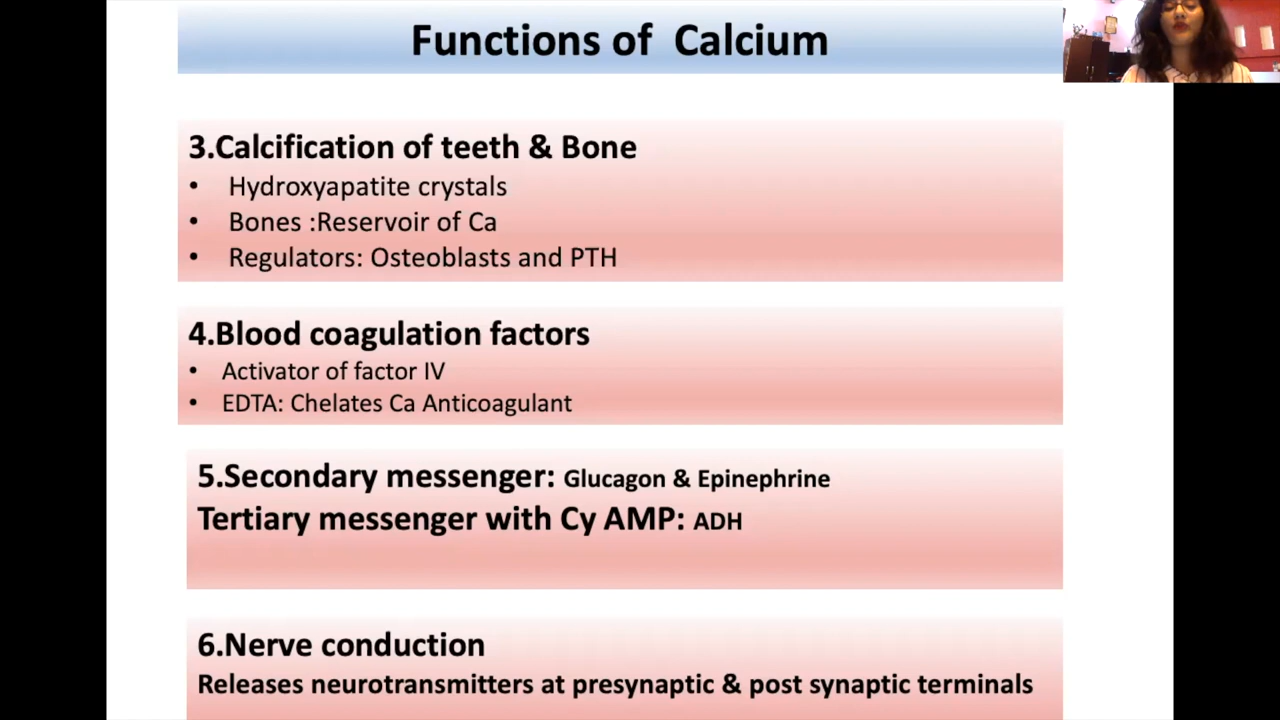 Functions of Calcium
3.Calcification of teeth & Bone
• Hydroxyapatite crystals
• Bones :Reservoir of Ca
• Regulators: Osteoblasts and PTH
4.Blood coagulation factors
• Activator of factor IV
• EDTA: Chelates Ca Anticoagulant
5.Secondary messenger: Glucagon & Epinephrine
Tertiary messenger with Cy AMP: ADH
6.Nerve conduction
Releases neurotransmitters at presynaptic & post synaptic terminals